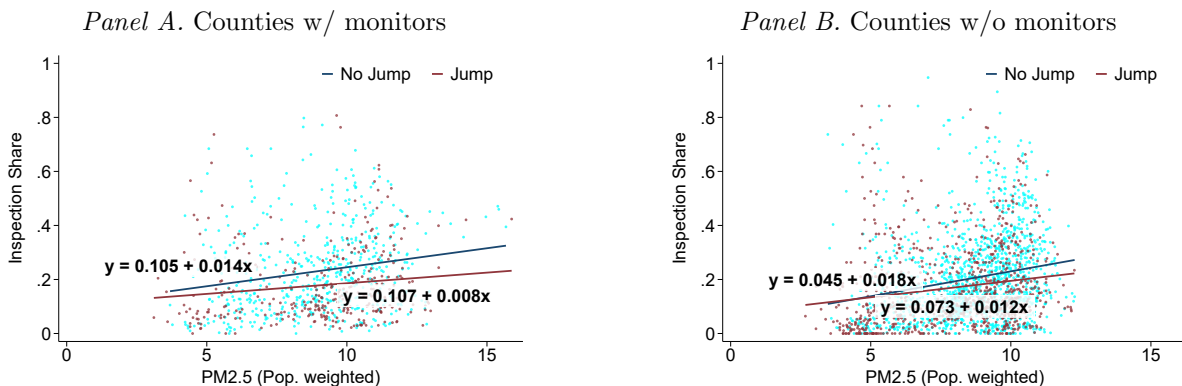 Panel A. Counties w/ monitors
1
.8
.6
.4
.2
0
Inspection Share
No Jump
Jump
y = 0.105 + 0.014x
y = 0.107 + 0.008x
0 5 10 15
PM2.5 (Pop. weighted)
Panel B. Counties w/o monitors
1
.8
.6
.4
.2
0
Inspection Share
No Jump
Jump
y = 0.045 + 0.018x
y = 0.073 + 0.012x
0 5 10 15
PM2.5 (Pop. weighted)